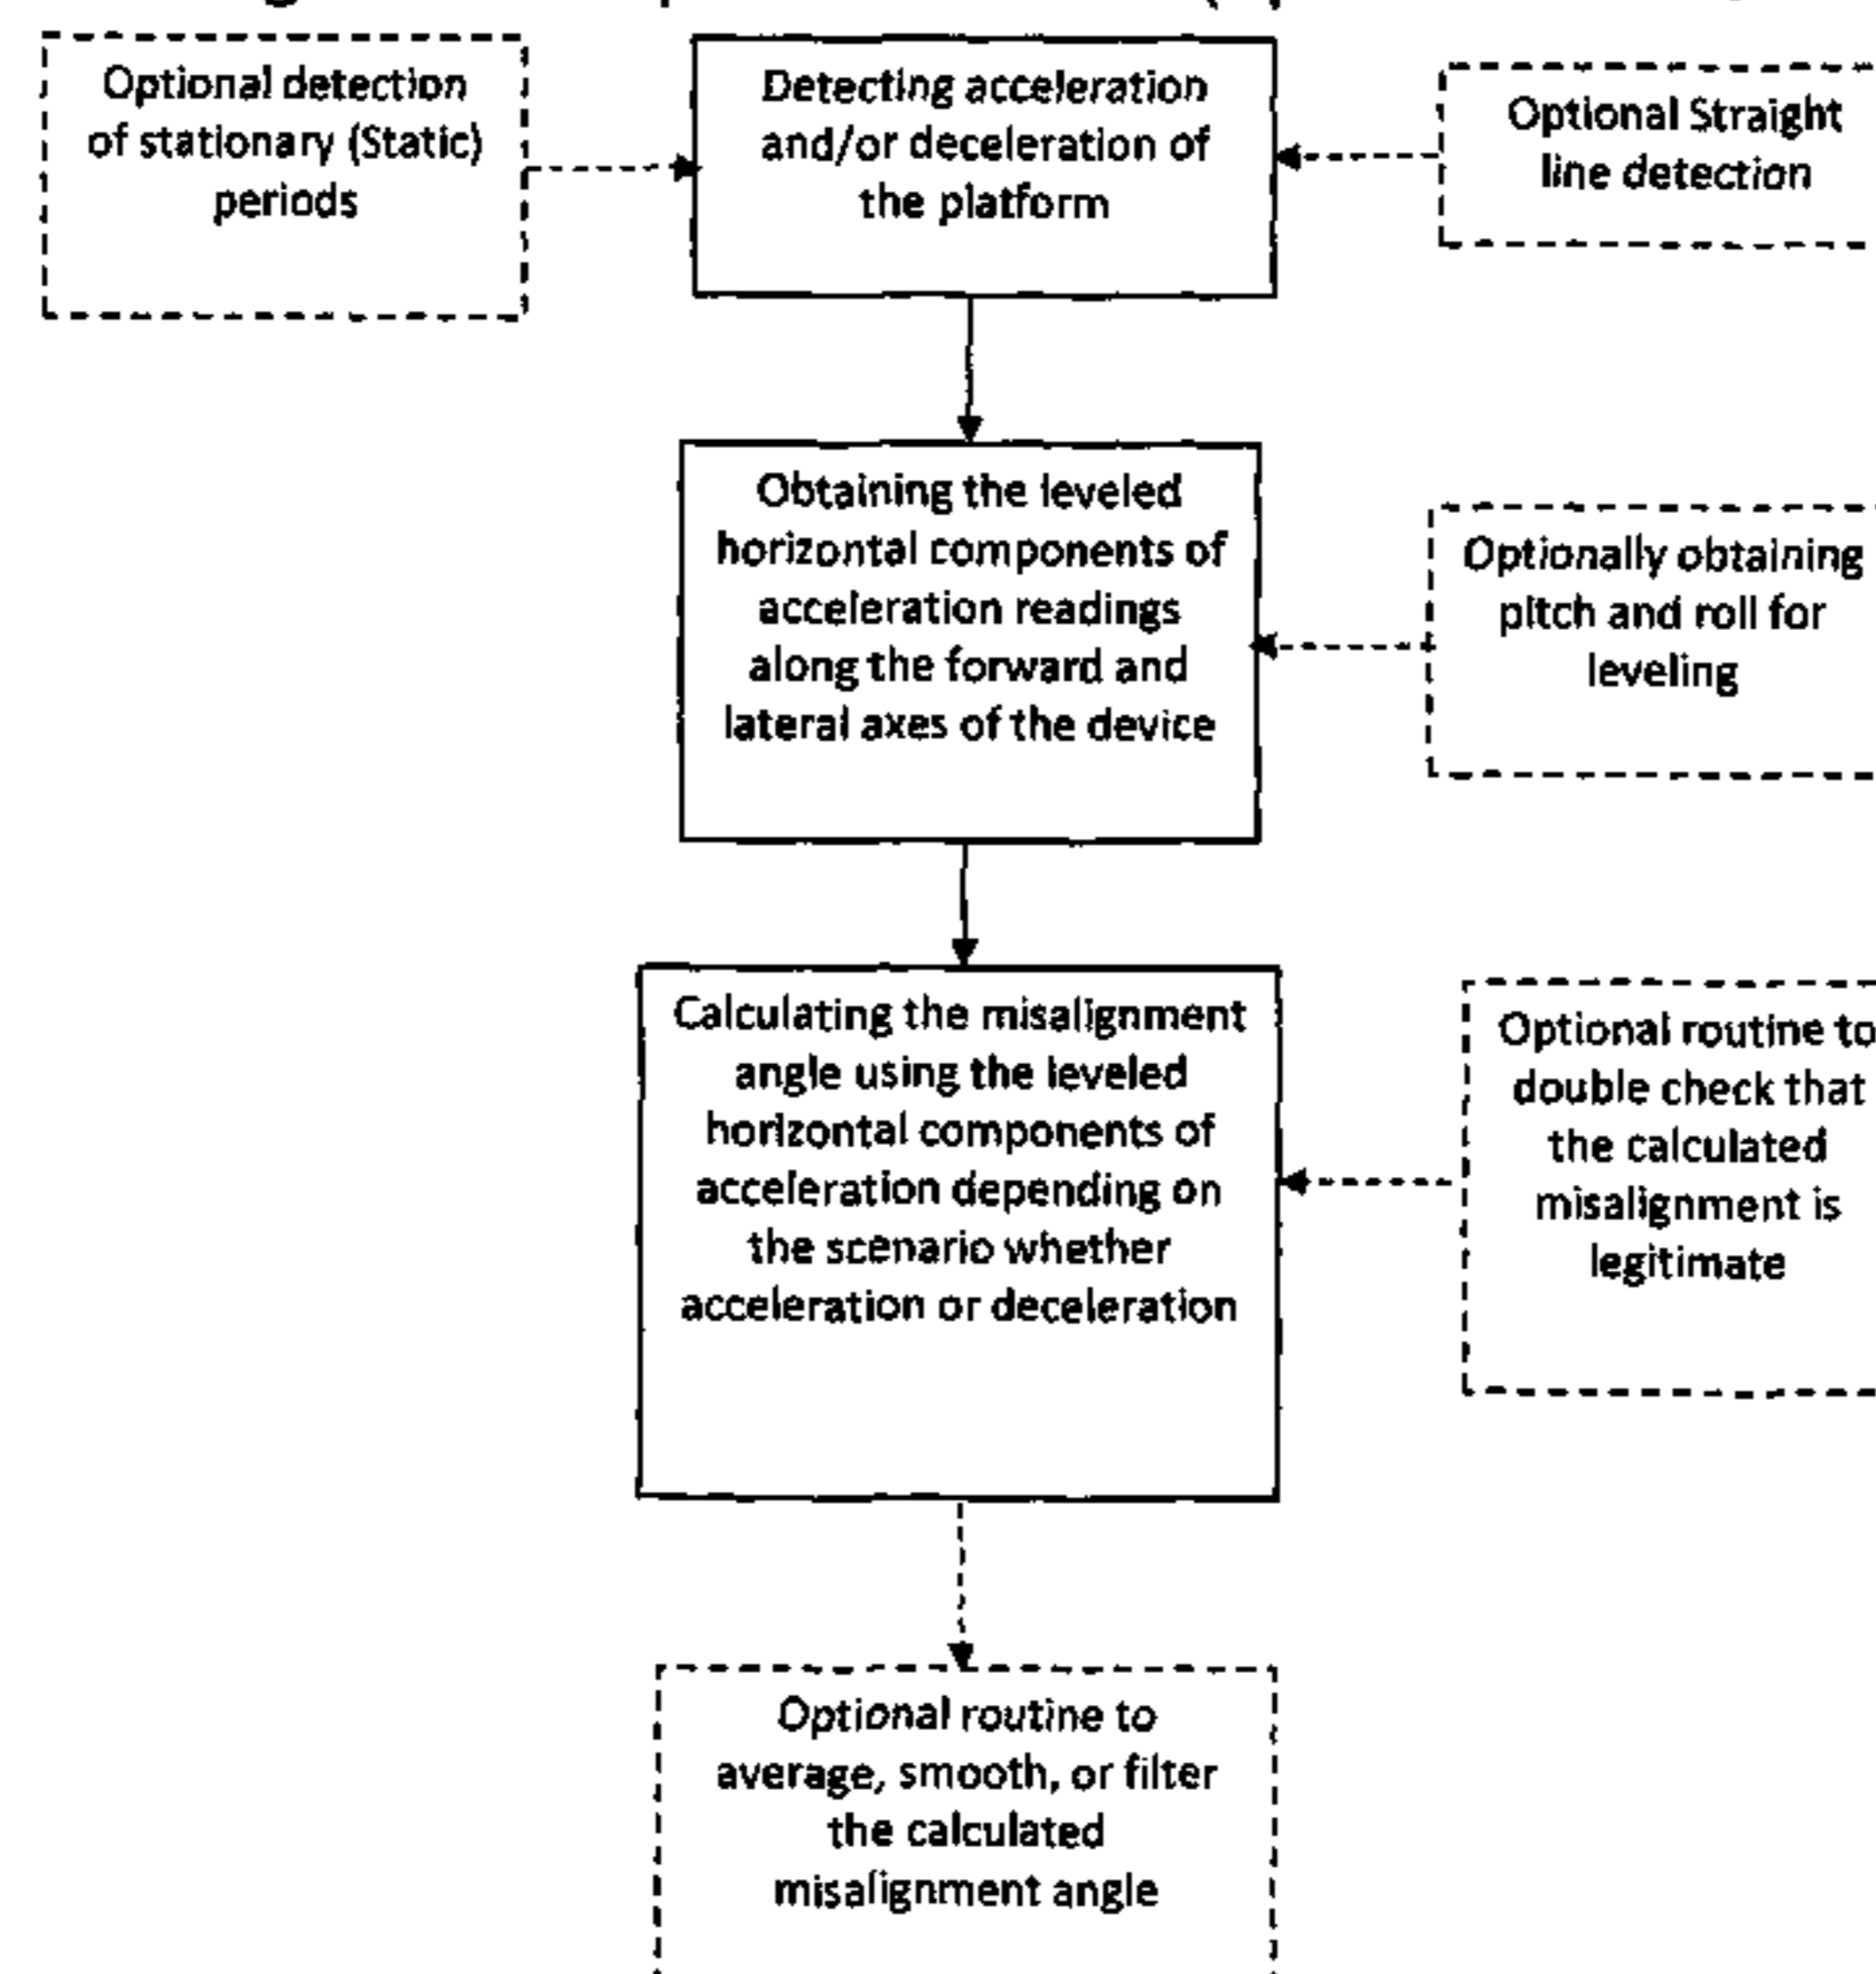 Optional detection
of stationary (Static)
periods
Detecting acceleration
and/or deceleration of
the platform
Optional Straight
line detection
Obtaining the leveled
horizontal components of
acceleration readings
along the forward and
lateral axes of the device
Optionally obtaining
pitch and roll for
leveling
Calculating the misalignment
angle using the leveled
horizontal components of
acceleration depending on
the scenario whether
acceleration or deceleration
Optional routine to
double check that
the calculated
misalignment is
legitimate
Optional routine to
average, smooth, or filter
the calculated
misalignment angle